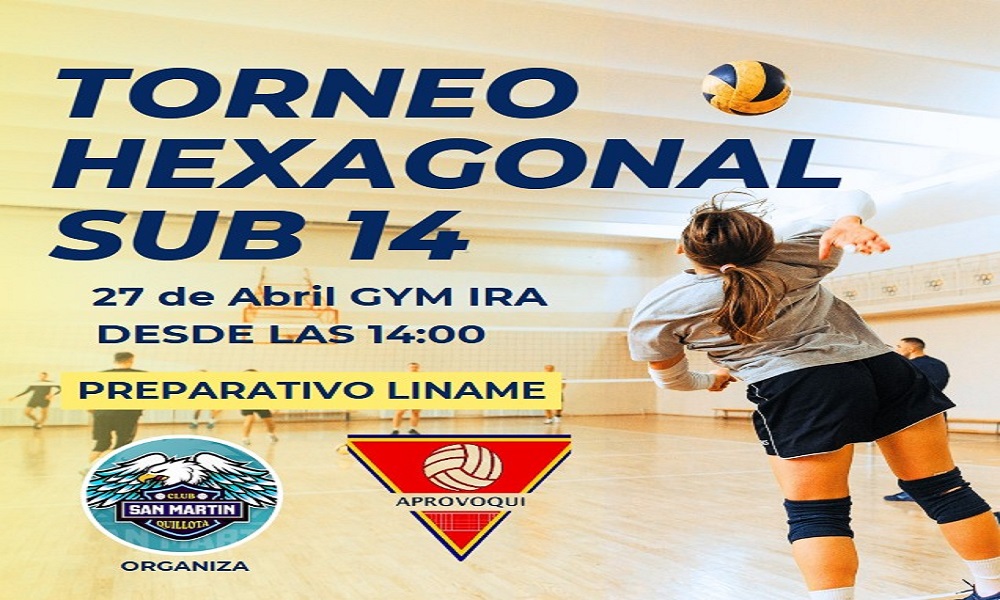 TORNEO
HEXAGONAL
SUB 14
27 de Abril GYM IRA
DESDE LAS 14:00
PREPARATIVO LINAME
CLUB
SAN MARTIN
QUILLOTA
APROVOQUI
ORGANIZA